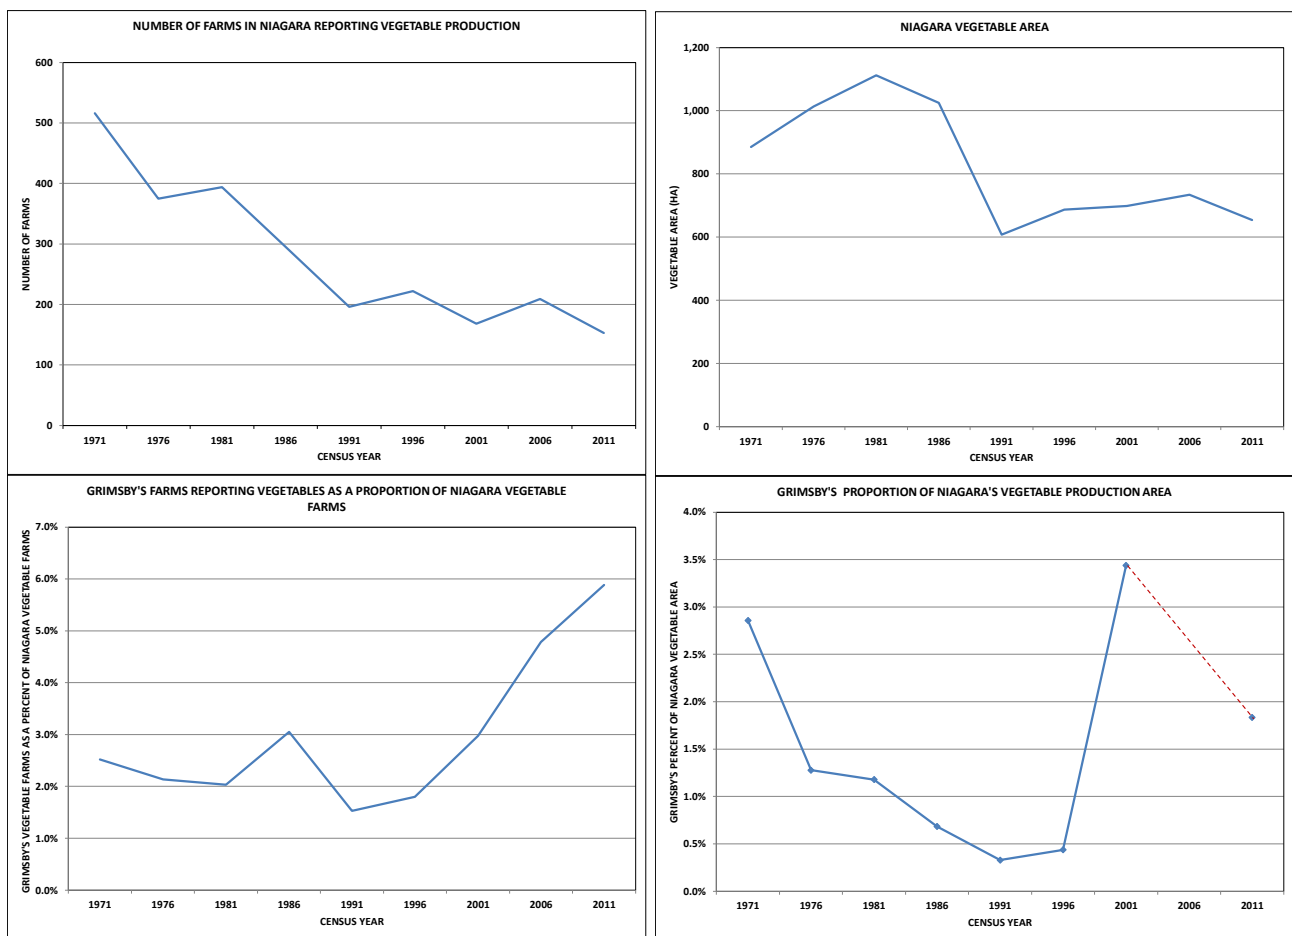 NUMBER OF FARMS IN NIAGARA REPORTING VEGETABLE PRODUCTION
600
500
400
300
200
100
0
NUMBER OF FARMS
1971 1976 1981 1986 1991 1996 2001 2006 2011
CENSUS YEAR
NIAGARA VEGETABLE AREA
1,200
1,000
800
600
400
200
0
VEGETABLE AREA (HA)
1971 1976 1981 1986 1991 1996 2001 2006 2011
CENSUS YEAR
GRIMSBY'S FARMS REPORTING VEGETABLES AS A PROPORTION OF NIAGARA VEGETABLE
FARMS
7.0%
6.0%
5.0%
4.0%
3.0%
2.0%
1.0%
0.0%
GRIMSBY'S VEGETABLE FARMS AS A PERCENT OF NIAGARA VEGETABLE FARMS
1971 1976 1981 1986 1991 1996 2001 2006 2011
CENSUS YEAR
GRIMSBY'S PROPORTION OF NIAGARA'S VEGETABLE PRODUCTION AREA
4.0%
3.5%
3.0%
2.5%
2.0%
1.5%
1.0%
0.5%
0.0%
GRIMSBY'S PERCENT OF NIAGARA VEGETABLE AREA
1971 1976 1981 1986 1991 1996 2001 2006 2011
CENSUS YEAR